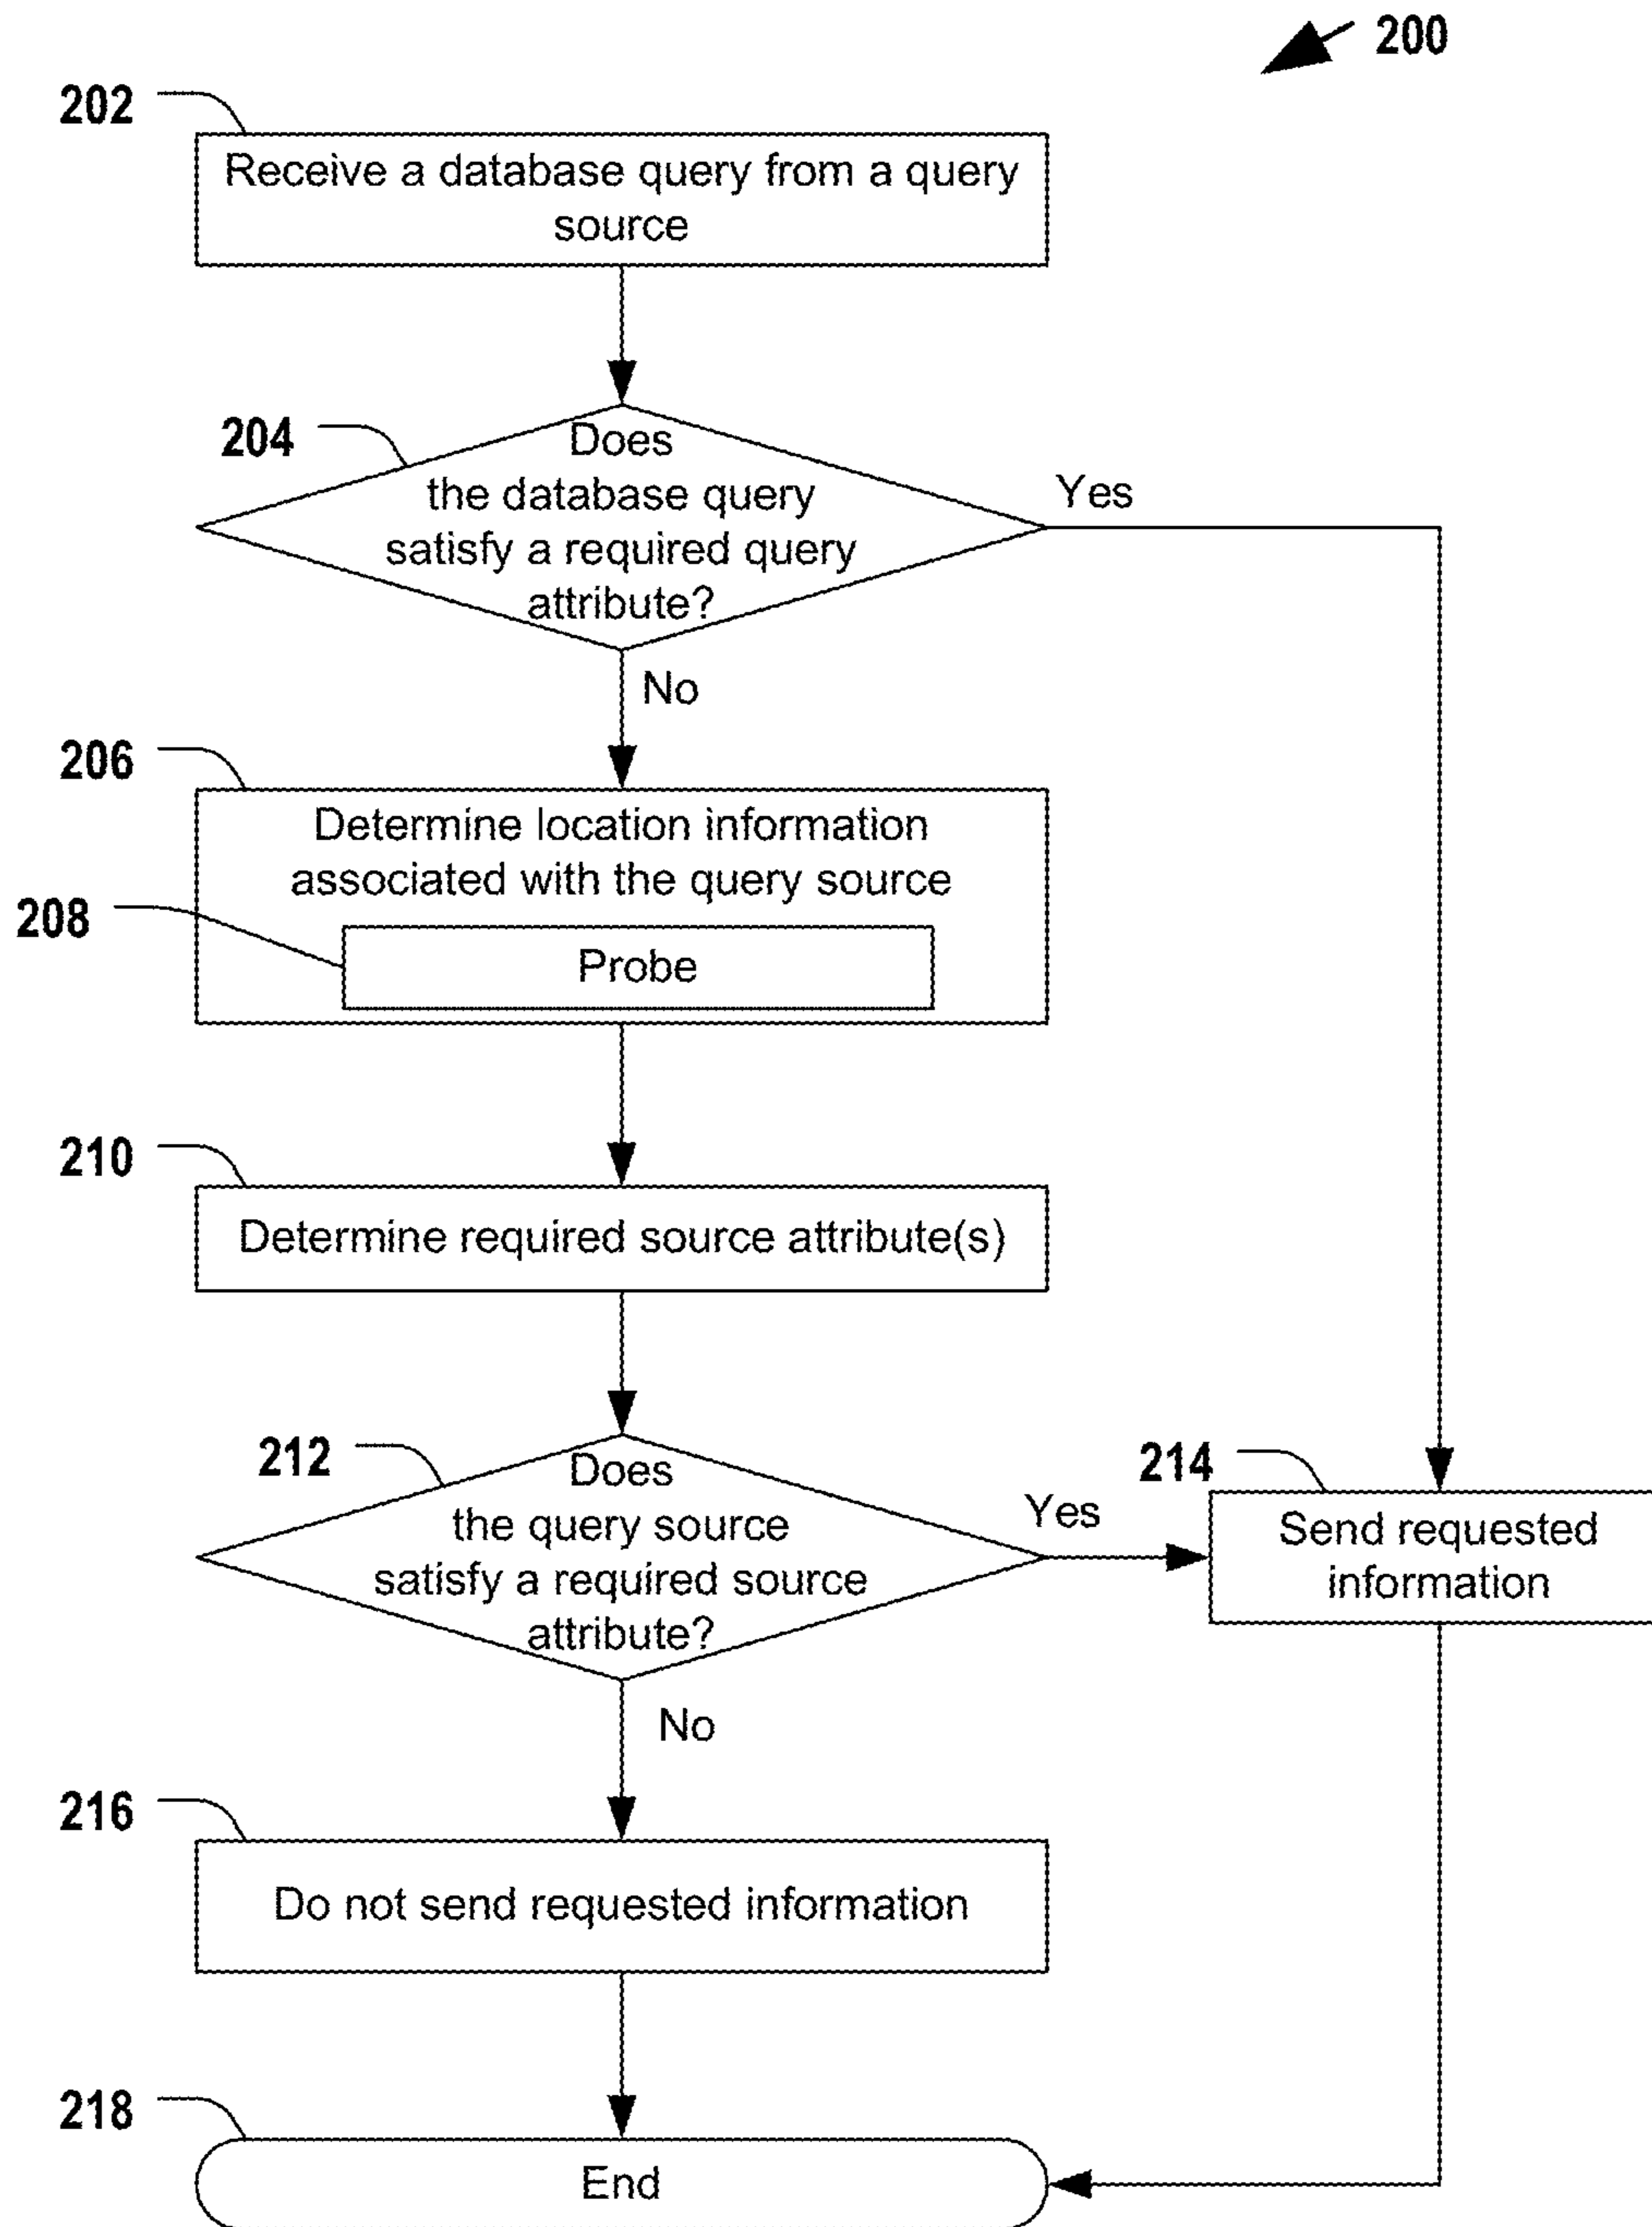 200
202
Receive a database query from a query
source
204
Does
the database query
satisfy a required query
attribute?
Yes
No
206
Determine location information
associated with the query source
208
Probe
210
Determine required source attribute(s)
212
Does
the query source
satisfy a required source
attribute?
Yes
214
Send requested
information
No
216
Do not send requested information
218
End